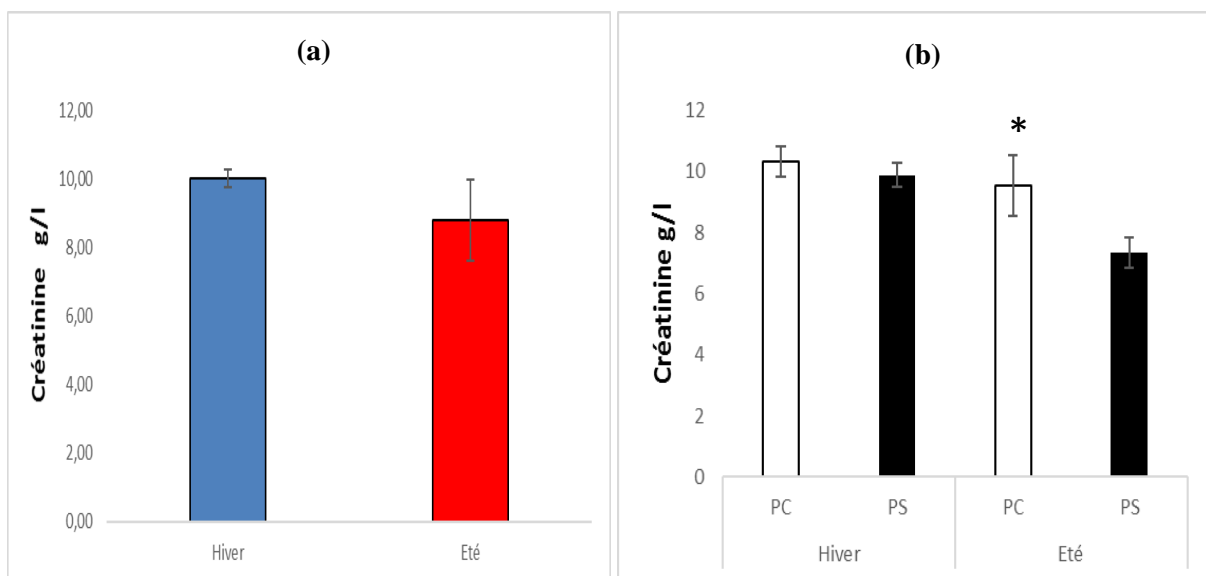 (a)
Créatinine g/l
12,00
10,00
8,00
6,00
4,00
2,00
0,00
Hiver
Eté
(b)
Créatinine g/l
12
10
8
6
4
2
0
*
PC
PS
PC
PS
Hiver
Eté